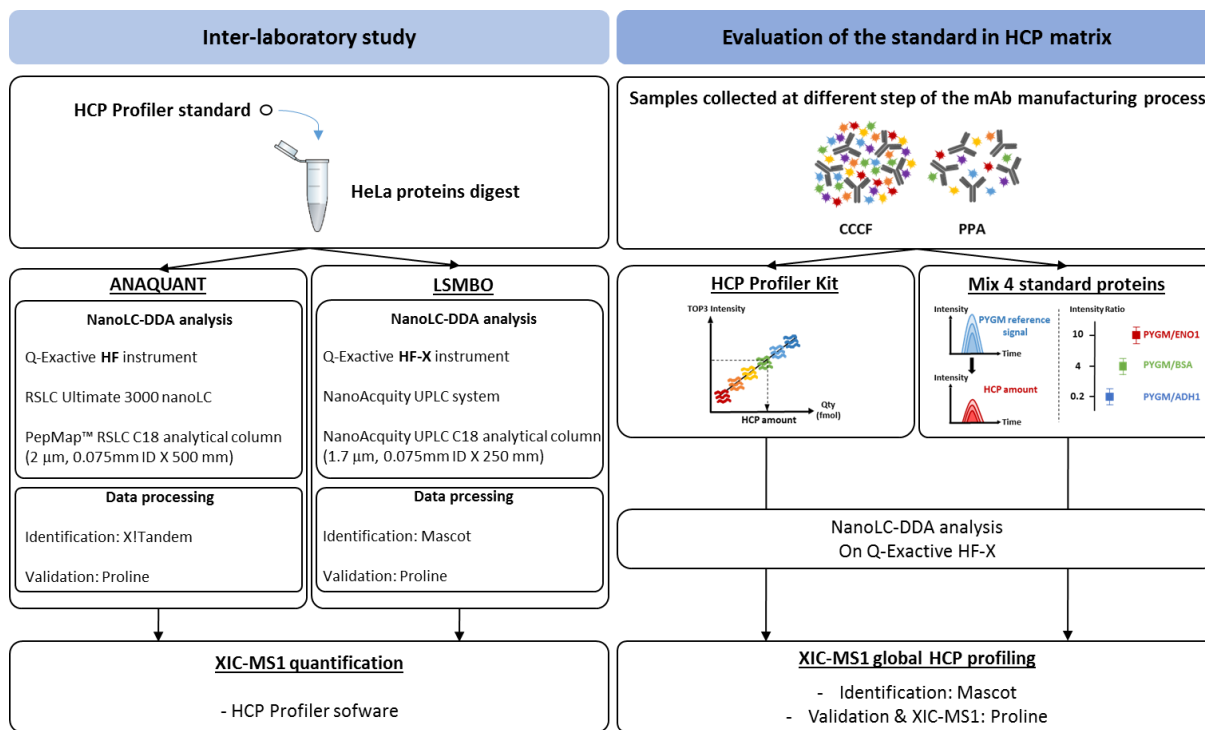 Inter-laboratory study
HCP Profiler standard
HeLa proteins digest
ANAQUANT
NanoLC-DDA analysis
Q-Exactive HF instrument
RSLC Ultimate 3000 nanoLC
PepMap™ RSLC C18 analytical column
(2 µm, 0.075mm ID X 500 mm)
Data processing
Identification: X!Tandem
Validation: Proline
LSMBO
NanoLC-DDA analysis
Q-Exactive HF-X instrument
NanoAcquity UPLC system
NanoAcquity UPLC C18 analytical column
(1.7 µm, 0.075mm ID X 250 mm)
Data prcessing
Identification: Mascot
Validation: Proline
XIC-MS1 quantification
- HCP Profiler sofware
Evaluation of the standard in HCP matrix
Samples collected at different step of the mAb manufacturing process
CCCF
PPA
HCP Profiler Kit
TOP3 Intensity
Qty
(fmol)
HCP amount
Mix 4 standard proteins
Intensity
PYGM reference
signal
Time
Intensity
HCP amount
Time
Intensity Ratio
10
PYGM/ENO1
4
PYGM/BSA
0.2
PYGM/ADH1
NanoLC-DDA analysis
On Q-Exactive HF-X
XIC-MS1 global HCP profiling
- Identification: Mascot
- Validation & XIC-MS1: Proline